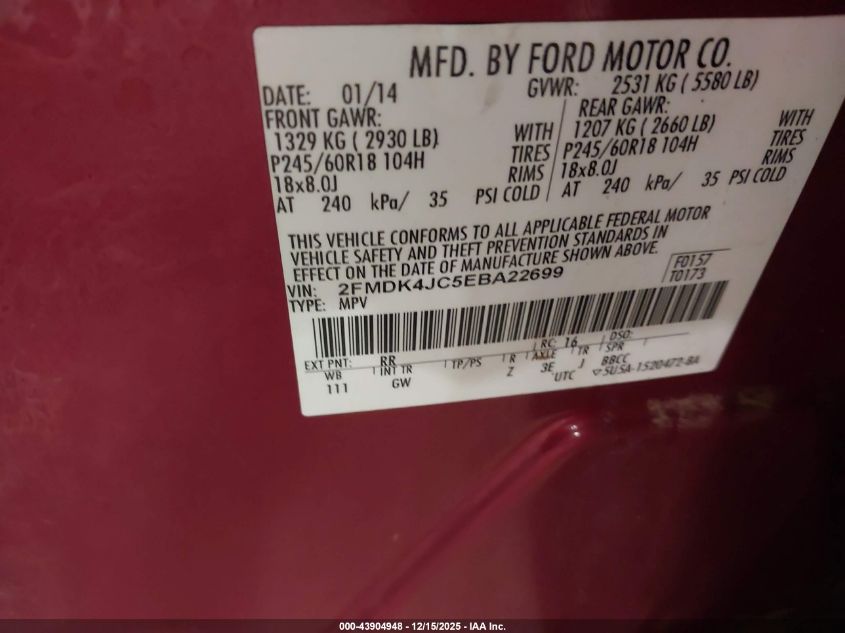 MFD. BY FORD MOTOR CO.
DATE: 01/14 GVWR: 2531 KG ( 5580 LB)
FRONT GAWR: REAR GAWR:
1329 KG ( 2930 LB) WITH 1207 KG ( 2660 LB) WITH
P245/60R18 104H TIRES P245/60R18 104H TIRES
18x8.0J RIMS 18x8.0J RIMS
AT 240 kPa/ 35 PSI COLD AT 240 kPa/ 35 PSI COLD
THIS VEHICLE CONFORMS TO ALL APPLICABLE FEDERAL MOTOR
VEHICLE SAFETY AND THEFT PREVENTION STANDARDS IN
EFFECT ON THE DATE OF MANUFACTURE SHOWN ABOVE.
F0157
VIN: 2FMDK4JC5EBA22699 T0173
TYPE: MPV
EXT PNT: RR RC: 16 DSO:
WB INT TR TP/PS R AXLE TR SPR
111 GW Z 3E J BBCC
UTC ▽5U5A-1520472-BA
000-43904948 - 12/15/2025 - IAA Inc.